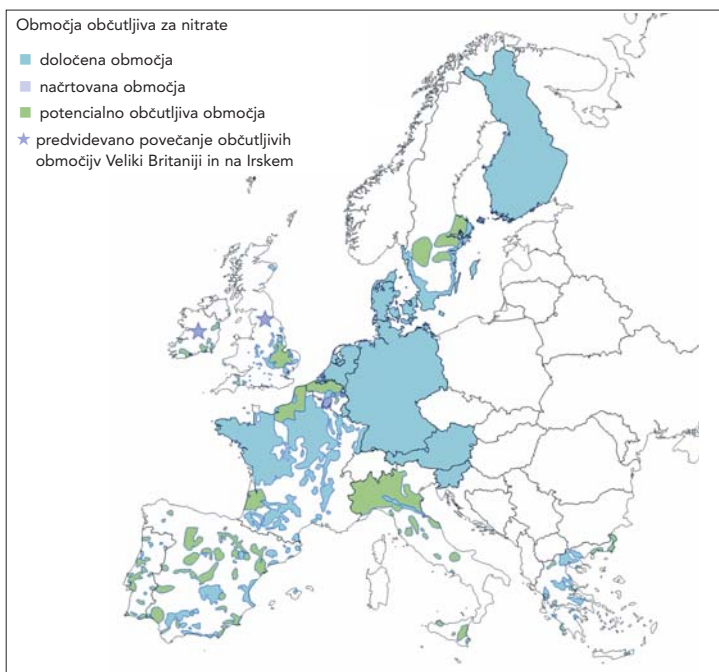 Območja občutljiva za nitrate
določena območja
načrtovana območja
potencialno občutljiva območja
predvidevano povečanje občutljivih
območijv Veliki Britaniji in na Irskem